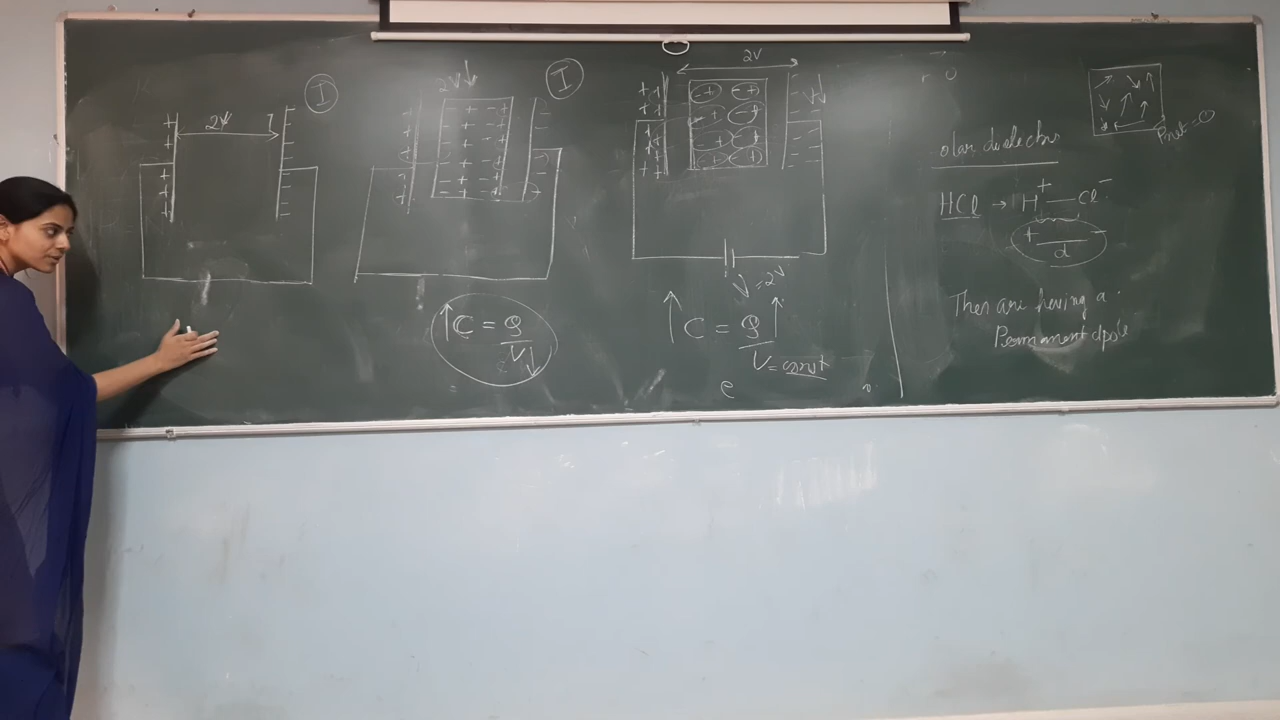 2V
I
2V↓
I
↑C = Q
V↓
2V
V = 2V
↑C = Q↑
V = const
e
Pnet = 0
olar dielectrics
HCl → H⁺ — Cl⁻
+ −
d
They are having a
Permanent dipole